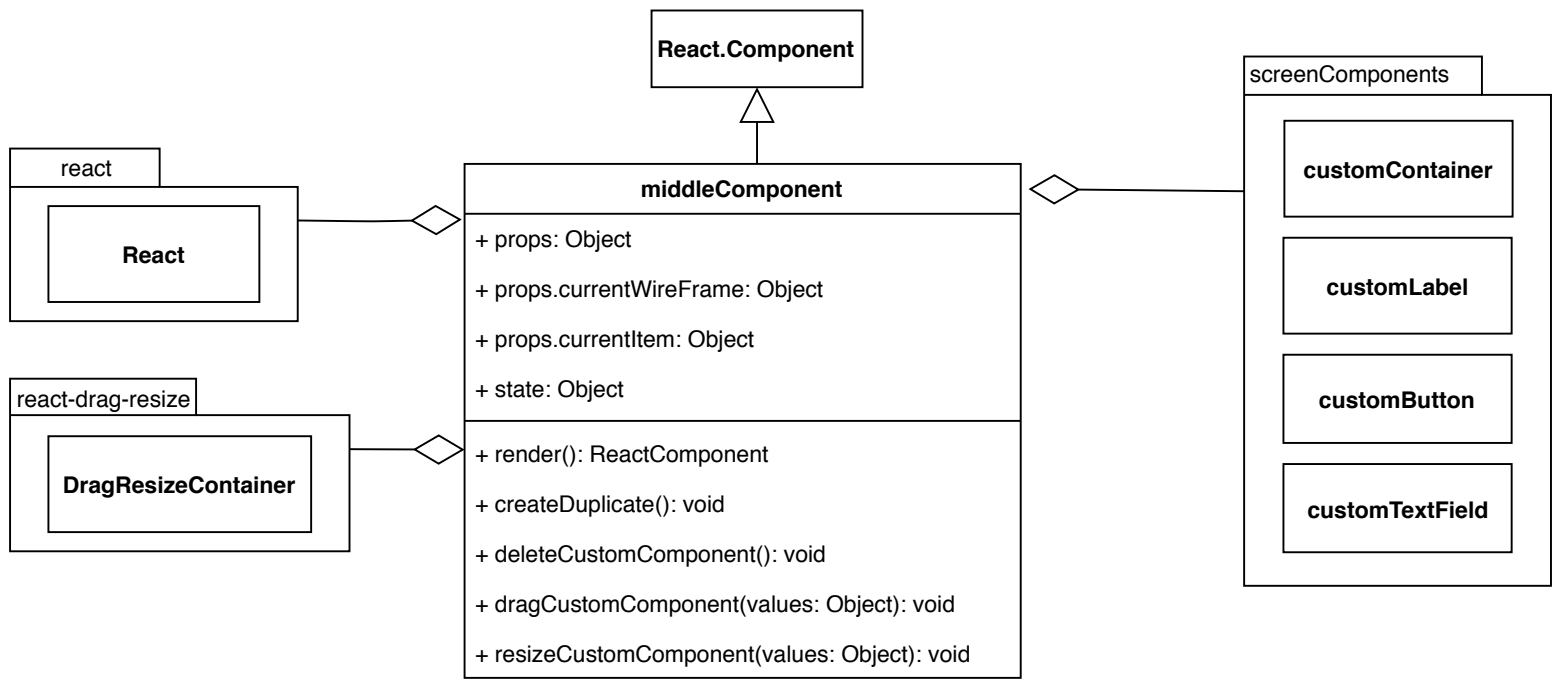 React.Component
screenComponents
customContainer
customLabel
customButton
customTextField
react
React
react-drag-resize
DragResizeContainer
middleComponent
+ props: Object
+ props.currentWireFrame: Object
+ props.currentItem: Object
+ state: Object
+ render(): ReactComponent
+ createDuplicate(): void
+ deleteCustomComponent(): void
+ dragCustomComponent(values: Object): void
+ resizeCustomComponent(values: Object): void